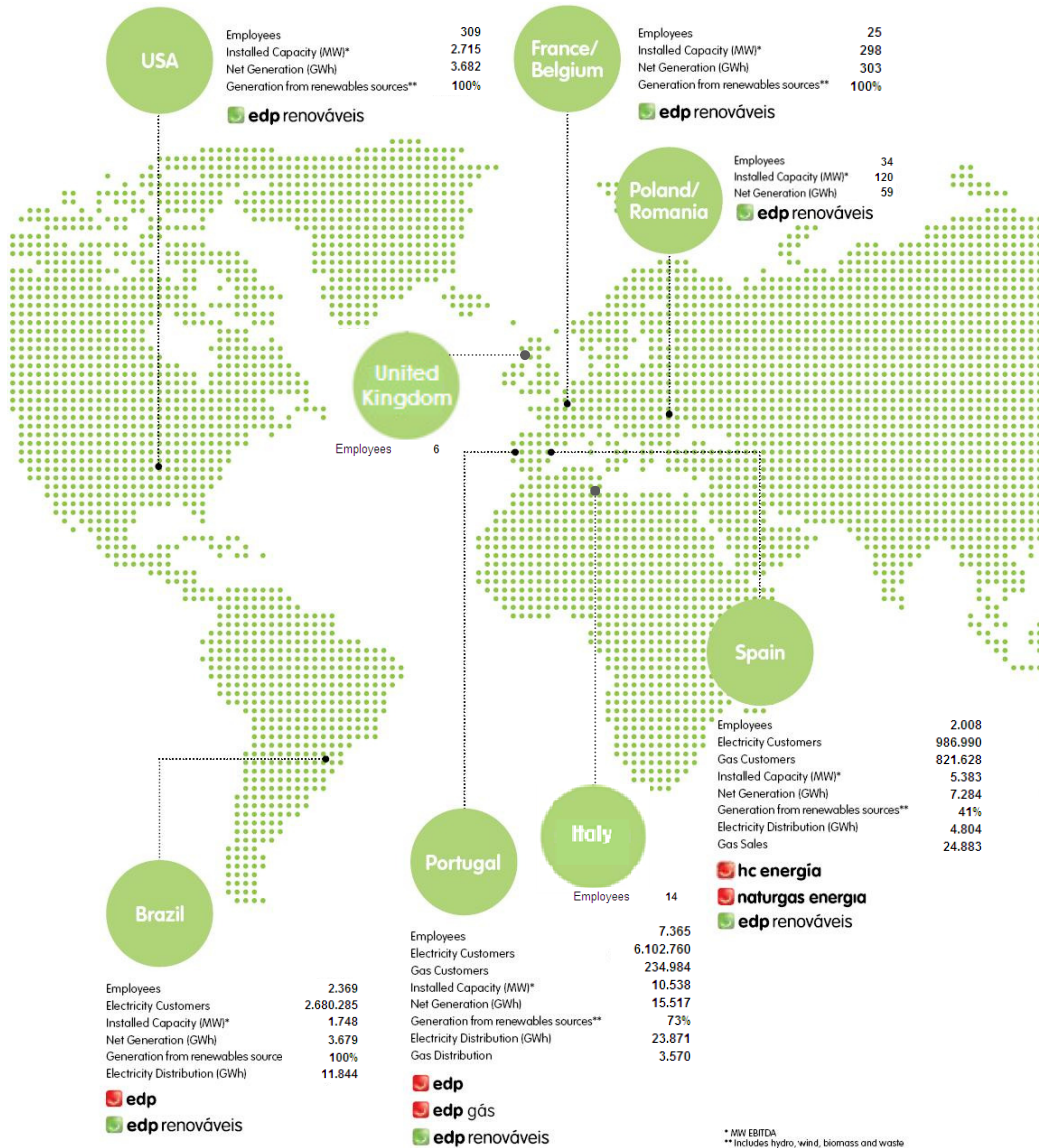 USA
Employees 309
Installed Capacity (MW)* 2.715
Net Generation (GWh) 3.682
Generation from renewables sources** 100%
edp renováveis
France/
Belgium
Employees 25
Installed Capacity (MW)* 298
Net Generation (GWh) 303
Generation from renewables sources** 100%
edp renováveis
Poland/
Romania
Employees 34
Installed Capacity (MW)* 120
Net Generation (GWh) 59
edp renováveis
United
Kingdom
Employees 6
Spain
Employees 2.008
Electricity Customers 986.990
Gas Customers 821.628
Installed Capacity (MW)* 5.383
Net Generation (GWh) 7.284
Generation from renewables sources** 41%
Electricity Distribution (GWh) 4.804
Gas Sales 24.883
hc energía
naturgas energia
edp renováveis
Italy
Employees 14
Portugal
Employees 7.365
Electricity Customers 6.102.760
Gas Customers 234.984
Installed Capacity (MW)* 10.538
Net Generation (GWh) 15.517
Generation from renewables sources** 73%
Electricity Distribution (GWh) 23.871
Gas Distribution 3.570
edp
edp gás
edp renováveis
Brazil
Employees 2.369
Electricity Customers 2.680.285
Installed Capacity (MW)* 1.748
Net Generation (GWh) 3.679
Generation from renewables source 100%
Electricity Distribution (GWh) 11.844
edp
edp renováveis
* MW EBITDA
** Includes hydro, wind, biomass and waste